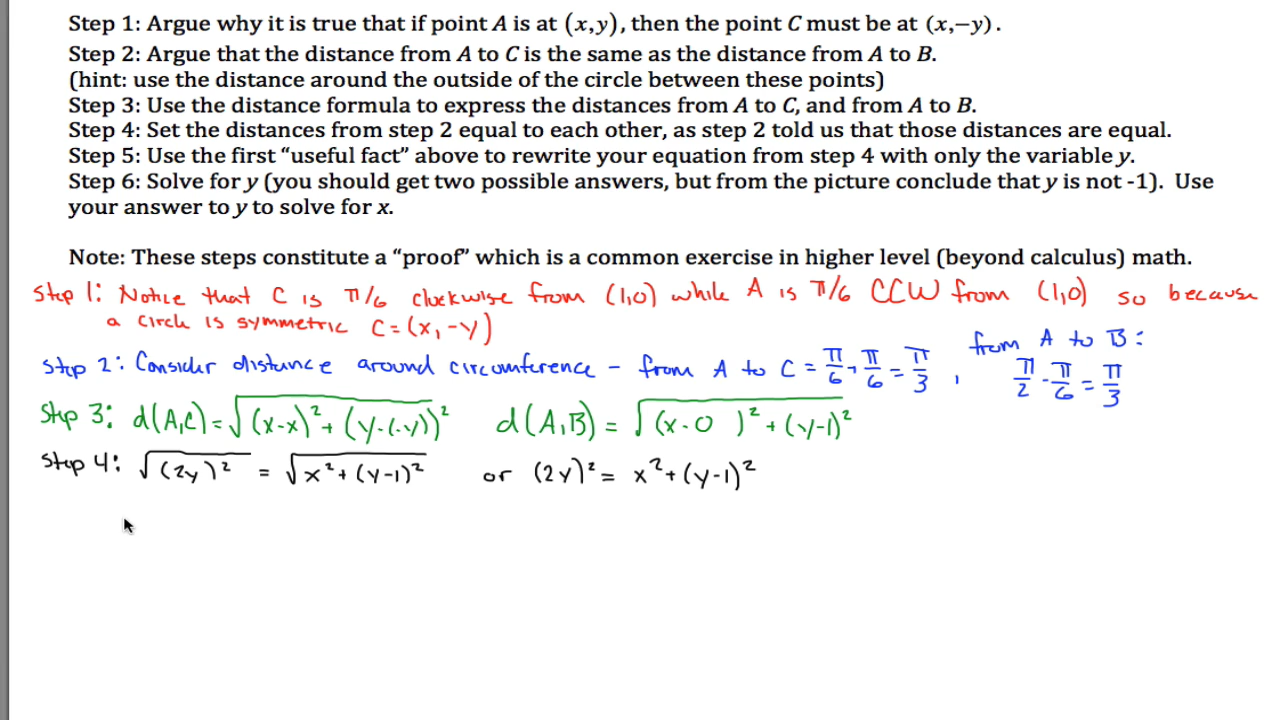 Step 1: Argue why it is true that if point A is at (x,y), then the point C must be at (x,−y).
Step 2: Argue that the distance from A to C is the same as the distance from A to B.
(hint: use the distance around the outside of the circle between these points)
Step 3: Use the distance formula to express the distances from A to C, and from A to B.
Step 4: Set the distances from step 2 equal to each other, as step 2 told us that those distances are equal.
Step 5: Use the first “useful fact” above to rewrite your equation from step 4 with only the variable y.
Step 6: Solve for y (you should get two possible answers, but from the picture conclude that y is not -1). Use
your answer to y to solve for x.
Note: These steps constitute a “proof” which is a common exercise in higher level (beyond calculus) math.
Step 1: Notice that C is π/6 clockwise from (1,0) while A is π/6 CCW from (1,0) so because
a circle is symmetric C=(x,-y)
Step 2: Consider distance around circumference - from A to C = π/6 + π/6 = π/3 , from A to B:
π/2 - π/6 = π/3
Step 3: d(A,C)=√(x-x)²+(y-(-y))² d(A,B)=√(x-0)²+(y-1)²
Step 4: √(2y)² = √x²+(y-1)² or (2y)²= x²+(y-1)²